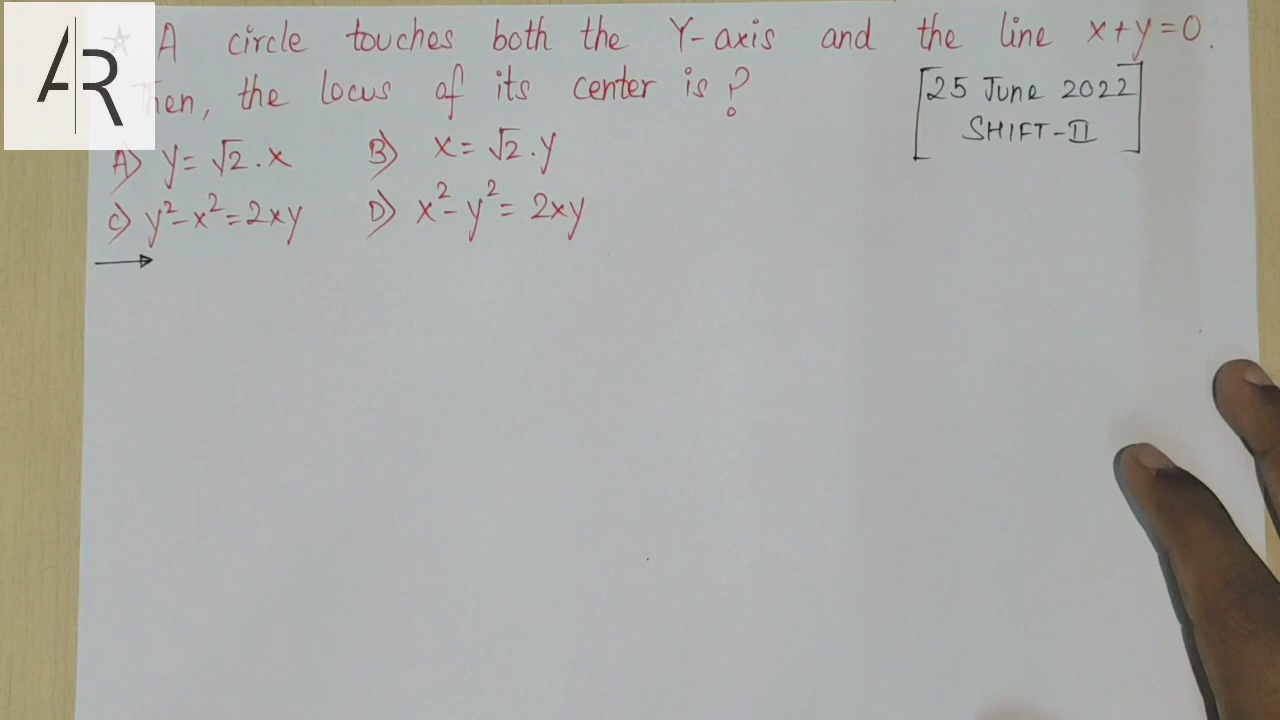 AR
A circle touches both the Y-axis and the line x+y=0.
Then, the locus of its center is ?
[25 June 2022
SHIFT-II]
A) y= √2.x B) x= √2.y
C) y²-x²=2xy D) x²-y²= 2xy